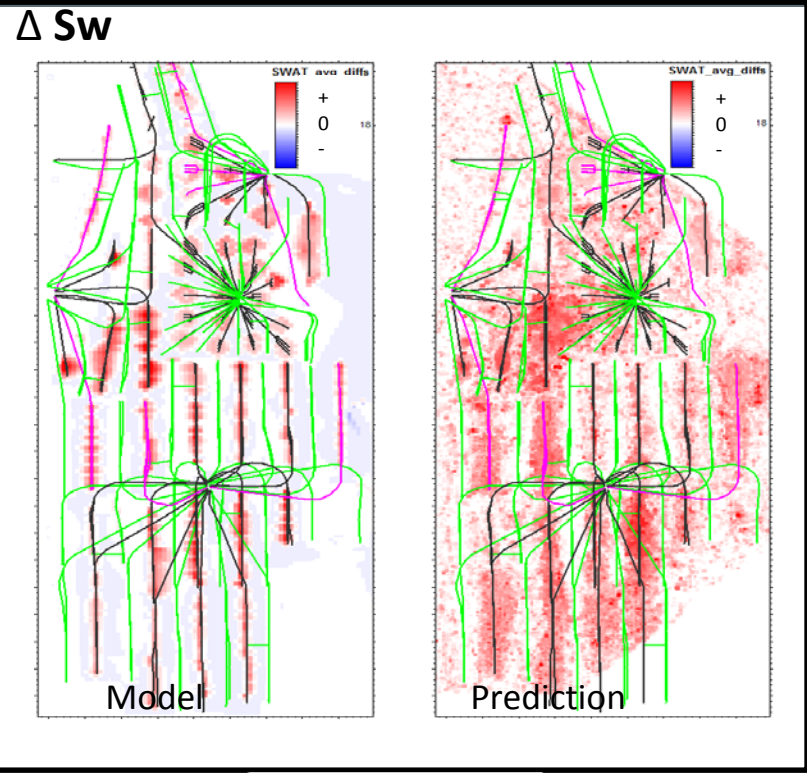 Δ Sw
SWAT_avg_diffs
+
0
-
18
SWAT_avg_diffs
+
0
-
18
Model
Prediction